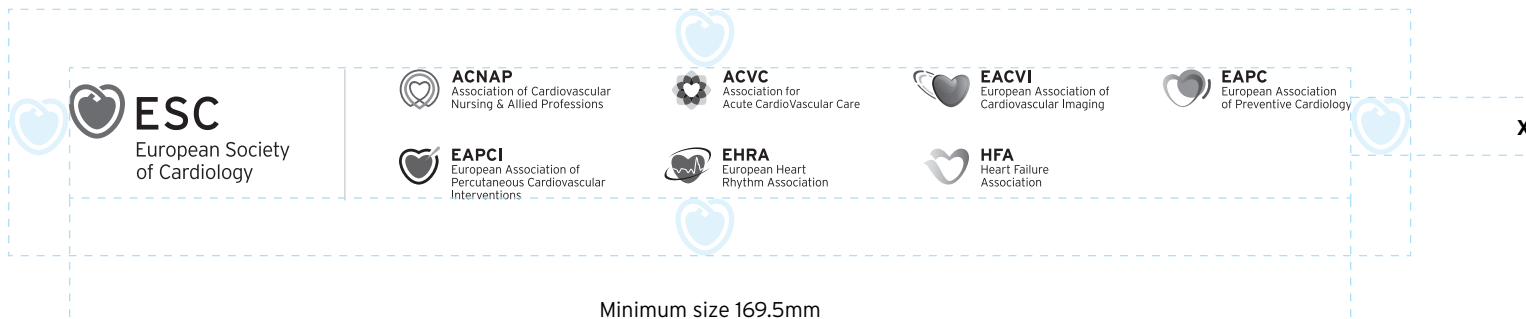 ESC
European Society
of Cardiology
ACNAP
Association of Cardiovascular
Nursing & Allied Professions
ACVC
Association for
Acute CardioVascular Care
EACVI
European Association of
Cardiovascular Imaging
EAPC
European Association
of Preventive Cardiology
EAPCI
European Association of
Percutaneous Cardiovascular
Interventions
EHRA
European Heart
Rhythm Association
HFA
Heart Failure
Association
X
Minimum size 169.5mm